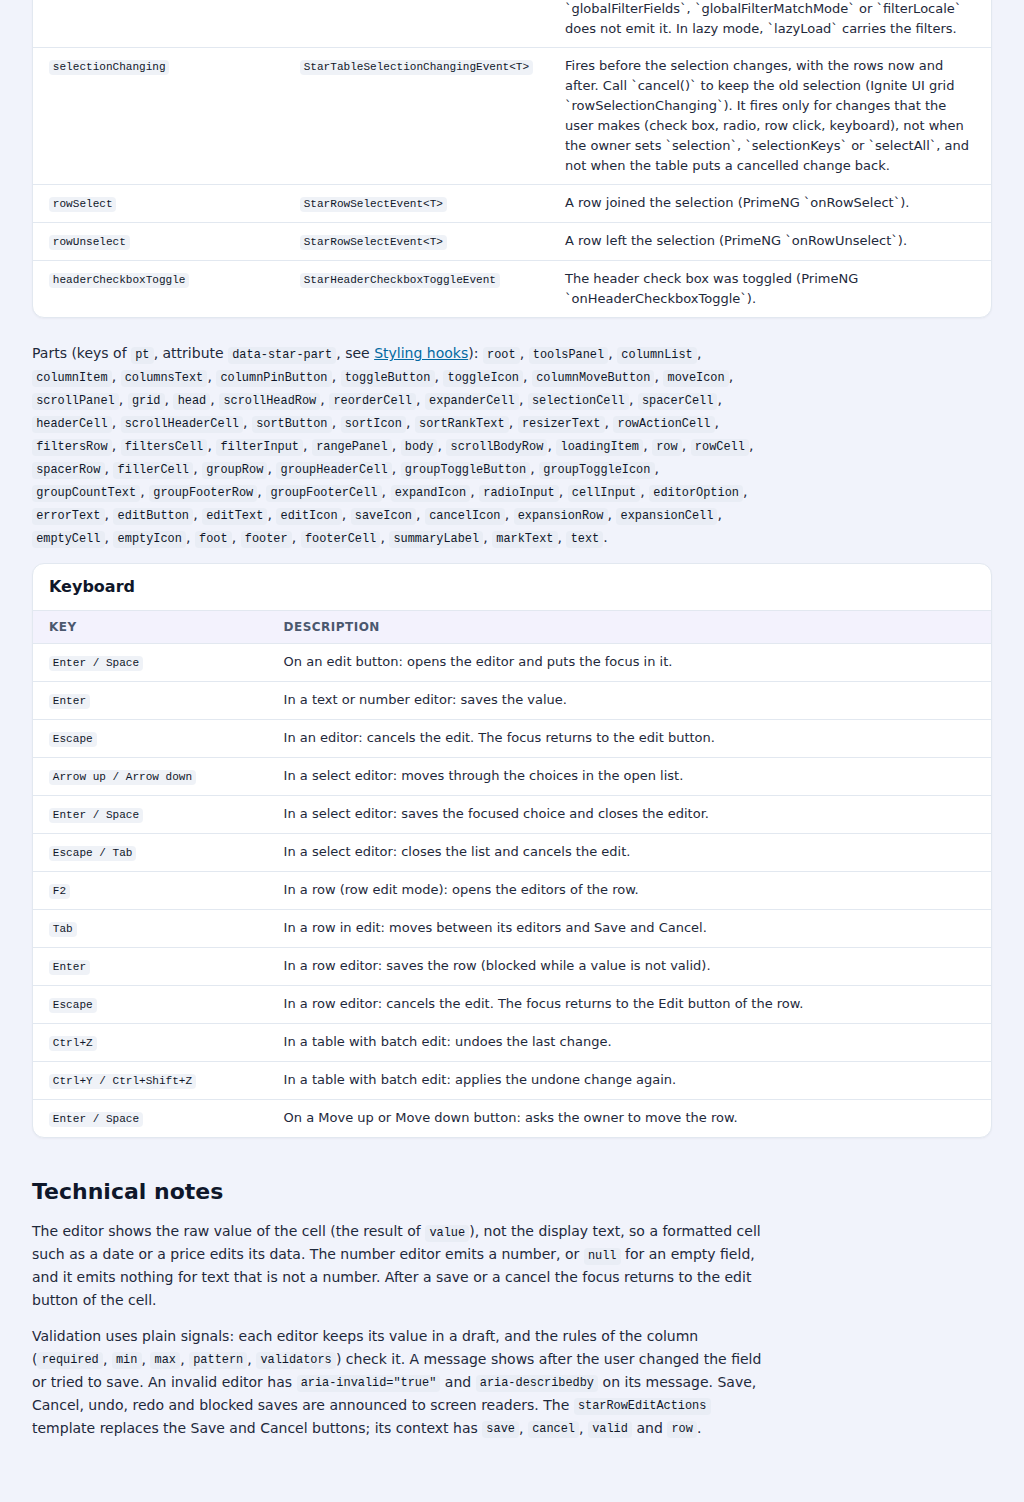 `globalFilterFields`, `globalFilterMatchMode` or `filterLocale`
does not emit it. In lazy mode, `lazyLoad` carries the filters.
selectionChanging StarTableSelectionChangingEvent<T> Fires before the selection changes, with the rows now and
after. Call `cancel()` to keep the old selection (Ignite UI grid
`rowSelectionChanging`). It fires only for changes that the
user makes (check box, radio, row click, keyboard), not when
the owner sets `selection`, `selectionKeys` or `selectAll`, and
not when the table puts a cancelled change back.
rowSelect StarRowSelectEvent<T> A row joined the selection (PrimeNG `onRowSelect`).
rowUnselect StarRowSelectEvent<T> A row left the selection (PrimeNG `onRowUnselect`).
headerCheckboxToggle StarHeaderCheckboxToggleEvent The header check box was toggled (PrimeNG
`onHeaderCheckboxToggle`).
Parts (keys of pt, attribute data-star-part, see Styling hooks): root, toolsPanel, columnList,
columnItem, columnsText, columnPinButton, toggleButton, toggleIcon, columnMoveButton, moveIcon,
scrollPanel, grid, head, scrollHeadRow, reorderCell, expanderCell, selectionCell, spacerCell,
headerCell, scrollHeaderCell, sortButton, sortIcon, sortRankText, resizerText, rowActionCell,
filtersRow, filtersCell, filterInput, rangePanel, body, scrollBodyRow, loadingItem, row, rowCell,
spacerRow, fillerCell, groupRow, groupHeaderCell, groupToggleButton, groupToggleIcon,
groupCountText, groupFooterRow, groupFooterCell, expandIcon, radioInput, cellInput, editorOption,
errorText, editButton, editText, editIcon, saveIcon, cancelIcon, expansionRow, expansionCell,
emptyCell, emptyIcon, foot, footer, footerCell, summaryLabel, markText, text.
Keyboard
KEY DESCRIPTION
Enter / Space On an edit button: opens the editor and puts the focus in it.
Enter In a text or number editor: saves the value.
Escape In an editor: cancels the edit. The focus returns to the edit button.
Arrow up / Arrow down In a select editor: moves through the choices in the open list.
Enter / Space In a select editor: saves the focused choice and closes the editor.
Escape / Tab In a select editor: closes the list and cancels the edit.
F2 In a row (row edit mode): opens the editors of the row.
Tab In a row in edit: moves between its editors and Save and Cancel.
Enter In a row editor: saves the row (blocked while a value is not valid).
Escape In a row editor: cancels the edit. The focus returns to the Edit button of the row.
Ctrl+Z In a table with batch edit: undoes the last change.
Ctrl+Y / Ctrl+Shift+Z In a table with batch edit: applies the undone change again.
Enter / Space On a Move up or Move down button: asks the owner to move the row.
Technical notes
The editor shows the raw value of the cell (the result of value), not the display text, so a formatted cell
such as a date or a price edits its data. The number editor emits a number, or null for an empty field,
and it emits nothing for text that is not a number. After a save or a cancel the focus returns to the edit
button of the cell.
Validation uses plain signals: each editor keeps its value in a draft, and the rules of the column
(required, min, max, pattern, validators) check it. A message shows after the user changed the field
or tried to save. An invalid editor has aria-invalid="true" and aria-describedby on its message. Save,
Cancel, undo, redo and blocked saves are announced to screen readers. The starRowEditActions
template replaces the Save and Cancel buttons; its context has save, cancel, valid and row.